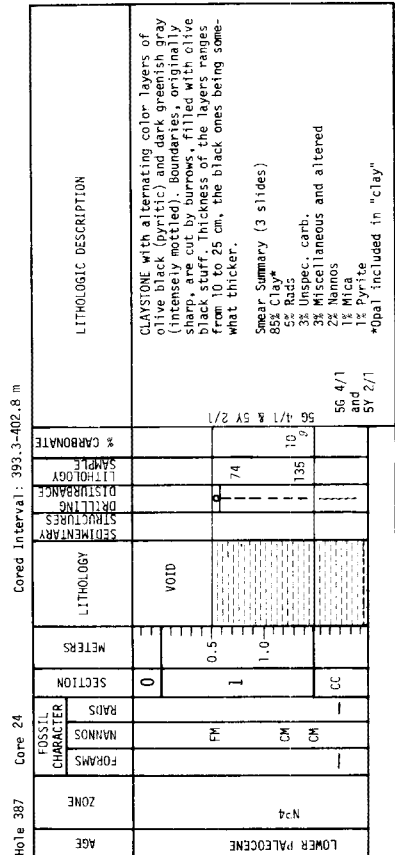 Hole 387 Core 24 Cored Interval: 393.3-402.8 m
AGE
ZONE
FOSSIL CHARACTER
FORAMS
NANNOS
RADS
SECTION
METERS
LITHOLOGY
SEDIMENTARY STRUCTURES
DRILLING DISTURBANCE
LITHOLOGY SAMPLE
% CARBONATE
LITHOLOGIC DESCRIPTION
LOWER PALEOCENE
N°4
FM
CM
CM
0
1
CC
0.5
1.0
VOID
74
135
10
9
5G 4/1 & 5Y 2/1
5G 4/1
and
5Y 2/1
CLAYSTONE with alternating color layers of
olive black (pyritic) and dark greenish gray
(intensely mottled). Boundaries, originally
sharp, are cut by burrows, filled with olive
black stuff. Thickness of the layers ranges
from 10 to 25 cm, the black ones being some-
what thicker.
Smear Summary (3 slides)
85% Clay*
5% Rads
3% Unspec. carb.
3% Miscellaneous and altered
2% Nannos
1% Mica
1% Pyrite
*Opal included in "clay"